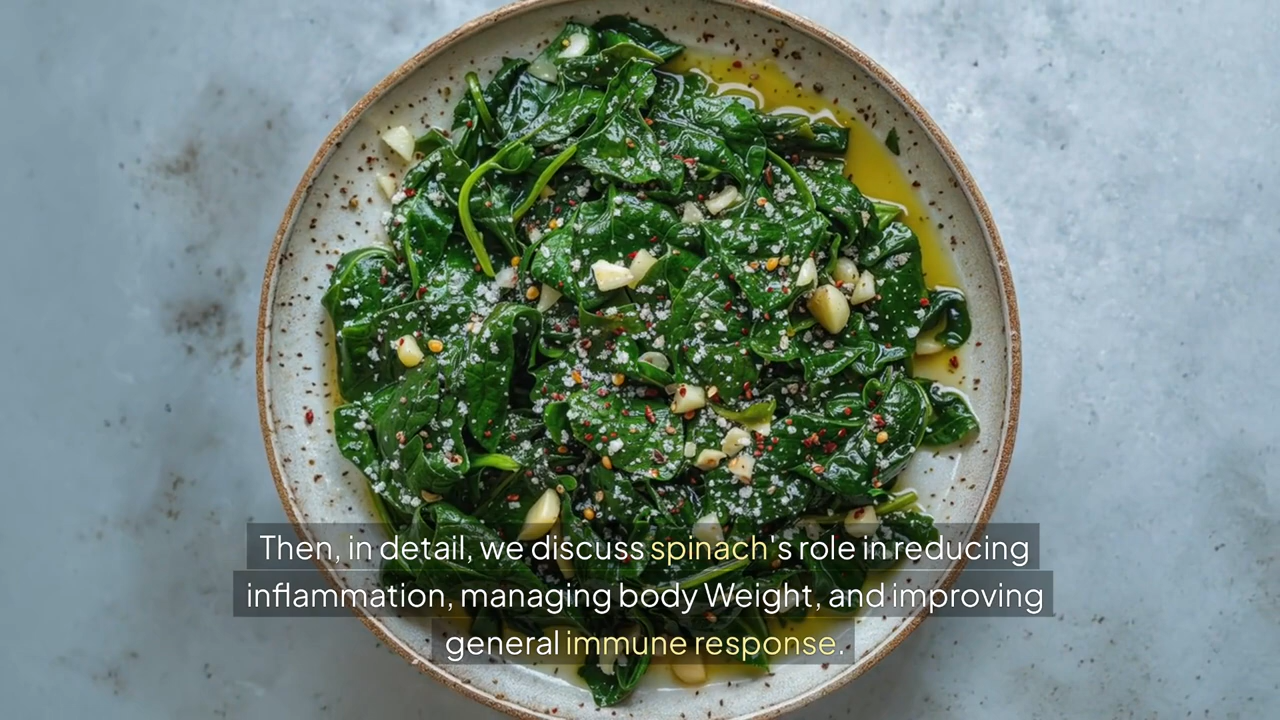 Then, in detail, we discuss spinach's role in reducing
inflammation, managing body Weight, and improving
general immune response.